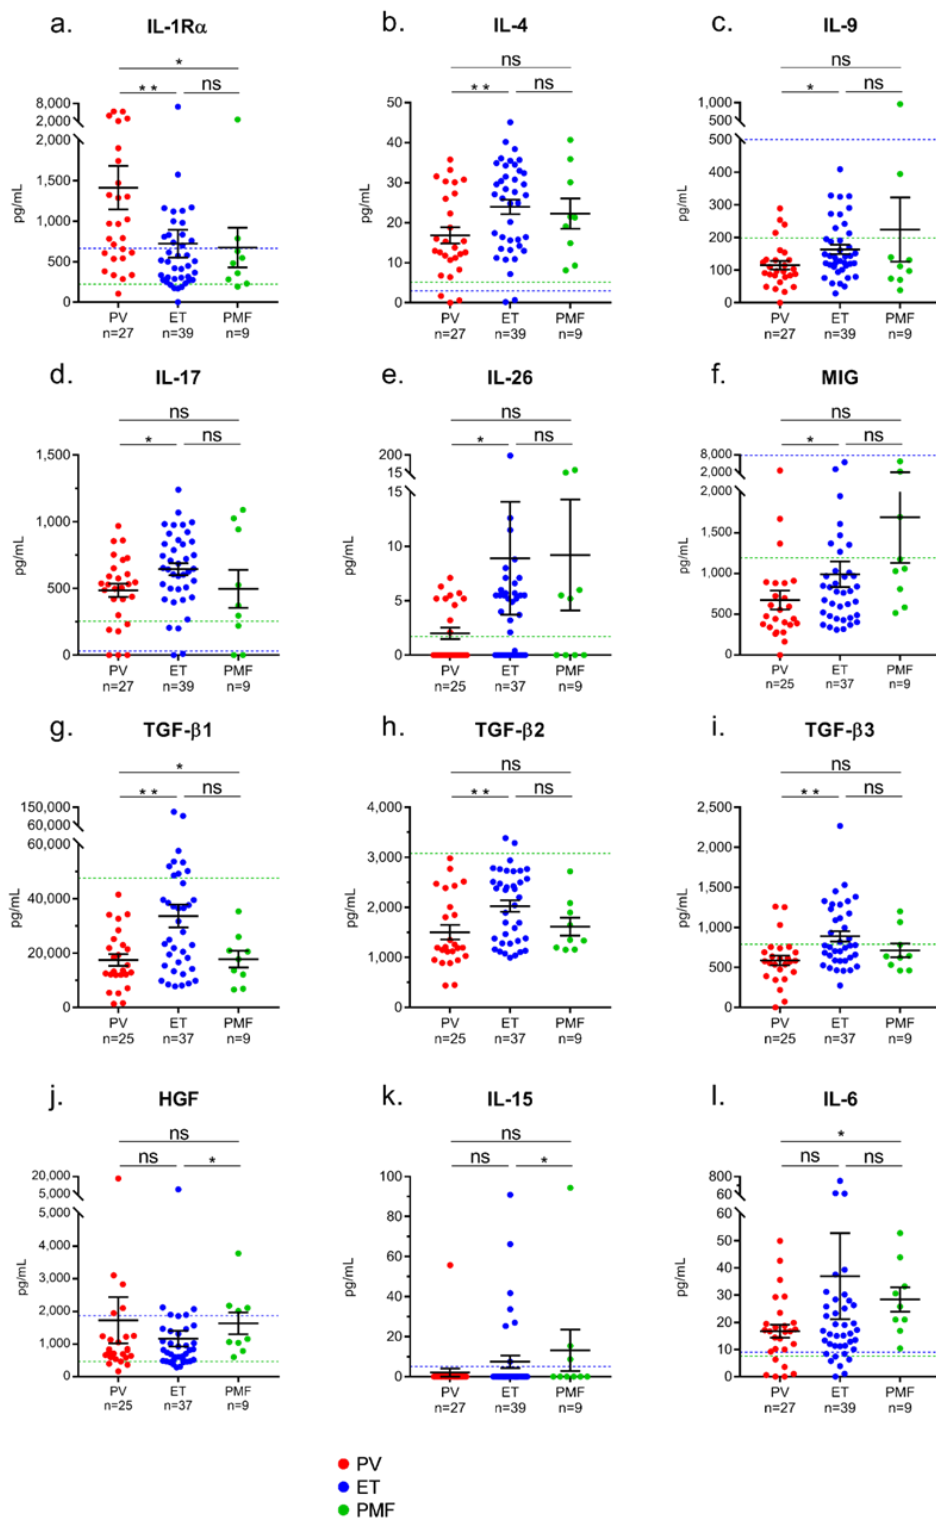 a. IL-1Rα
*
** ns
8,000
2,000
2,000
1,500
1,000
500
0
pg/mL
PV ET PMF
n=27 n=39 n=9
b. IL-4
ns
** ns
50
40
30
20
10
0
pg/mL
PV ET PMF
n=27 n=39 n=9
c. IL-9
ns
* ns
1,000
500
500
400
300
200
100
0
pg/mL
PV ET PMF
n=27 n=39 n=9
d. IL-17
ns
* ns
1,500
1,000
500
0
pg/mL
PV ET PMF
n=27 n=39 n=9
e. IL-26
ns
* ns
200
15
15
10
5
0
pg/mL
PV ET PMF
n=25 n=37 n=9
f. MIG
ns
* ns
8,000
2,000
2,000
1,500
1,000
500
0
pg/mL
PV ET PMF
n=25 n=37 n=9
g. TGF-β1
*
** ns
150,000
60,000
60,000
40,000
20,000
0
pg/mL
PV ET PMF
n=25 n=37 n=9
h. TGF-β2
ns
** ns
4,000
3,000
2,000
1,000
0
pg/mL
PV ET PMF
n=25 n=37 n=9
i. TGF-β3
ns
** ns
2,500
2,000
1,500
1,000
500
0
pg/mL
PV ET PMF
n=25 n=37 n=9
j. HGF
ns
ns *
20,000
5,000
5,000
4,000
3,000
2,000
1,000
0
pg/mL
PV ET PMF
n=25 n=37 n=9
k. IL-15
ns
ns *
100
80
60
40
20
0
pg/mL
PV ET PMF
n=27 n=39 n=9
l. IL-6
*
ns ns
800
60
60
50
40
30
20
10
0
pg/mL
PV ET PMF
n=27 n=39 n=9
PV
ET
PMF